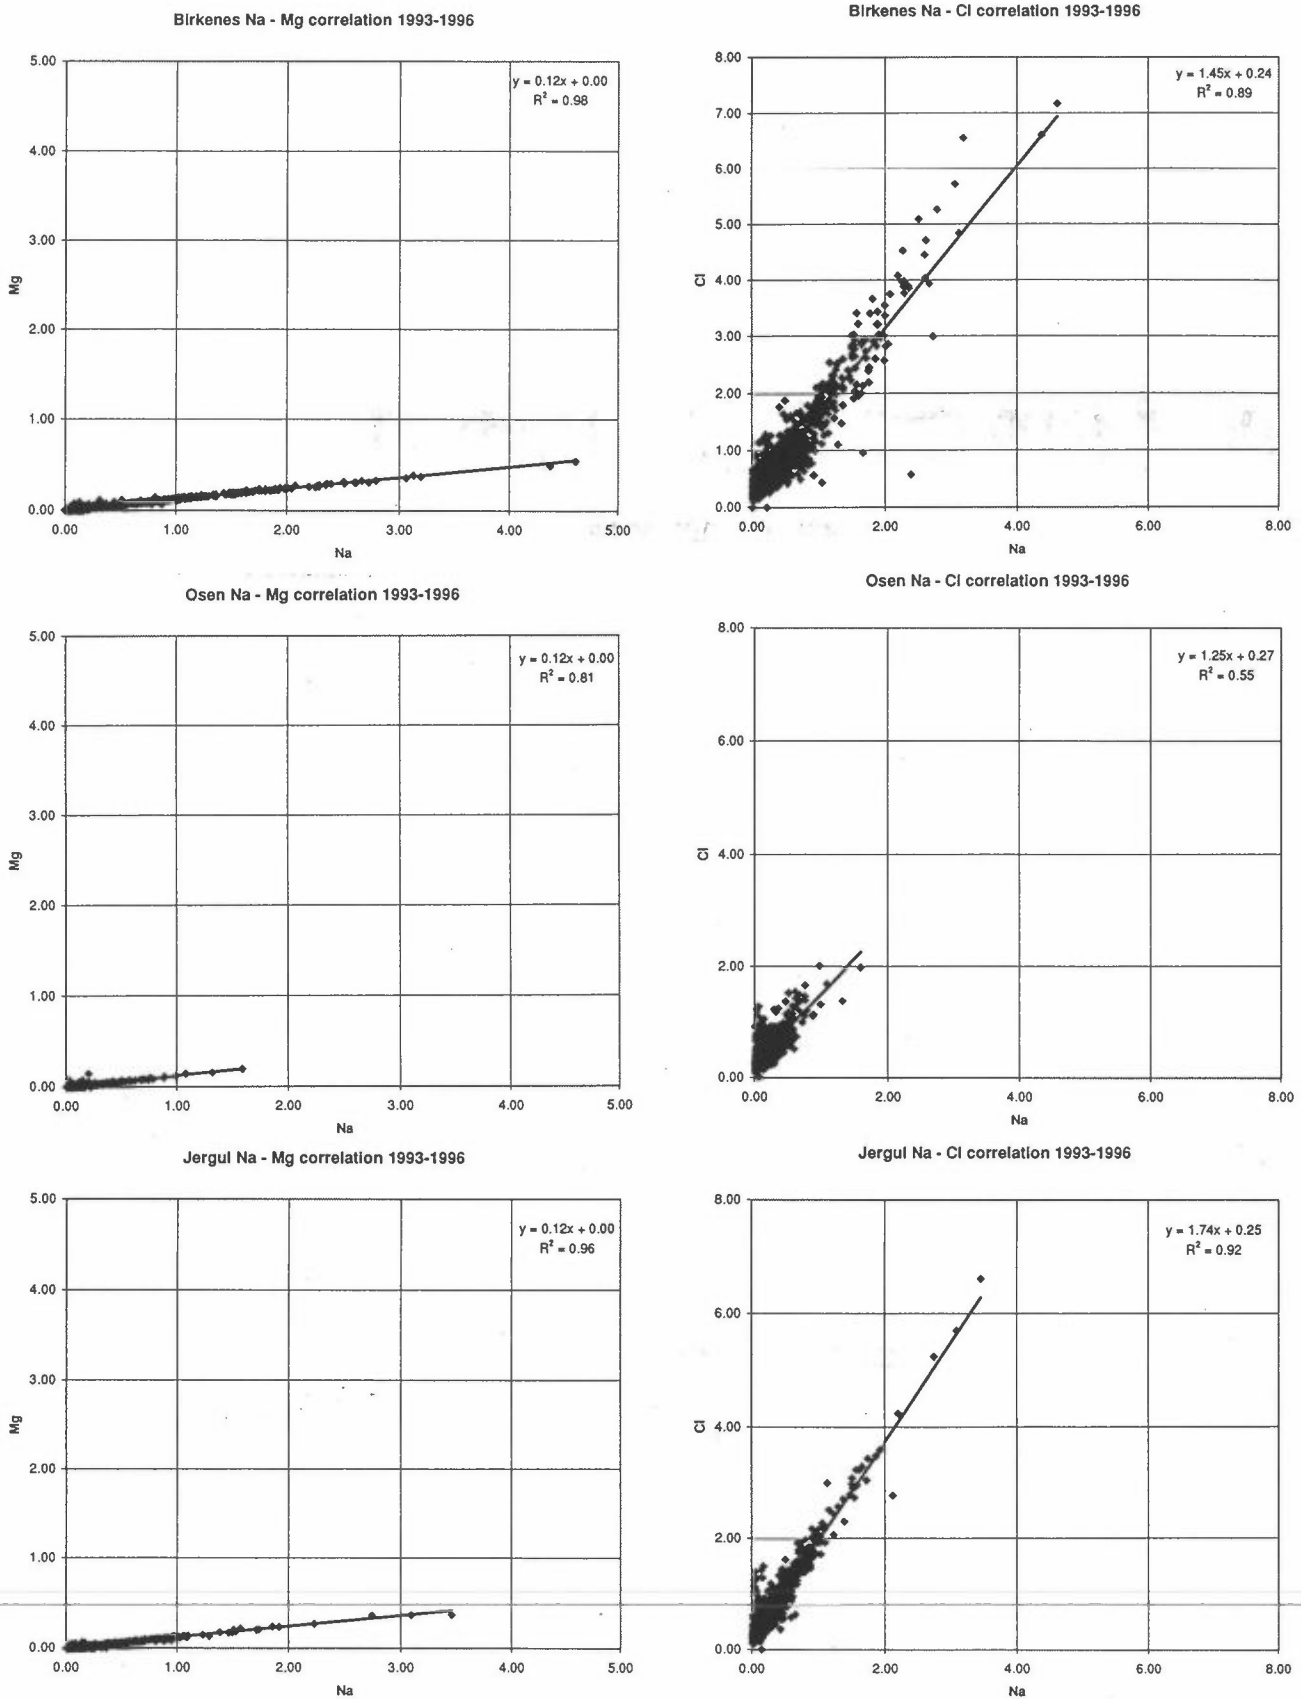 Birkenes Na - Mg correlation 1993-1996
5.00
4.00
3.00
2.00
1.00
0.00
Mg
y = 0.12x + 0.00
R² = 0.98
0.00 1.00 2.00 3.00 4.00 5.00
Na
Birkenes Na - Cl correlation 1993-1996
8.00
7.00
6.00
5.00
4.00
3.00
2.00
1.00
0.00
Cl
y = 1.45x + 0.24
R² = 0.89
0.00 2.00 4.00 6.00 8.00
Na
Osen Na - Mg correlation 1993-1996
5.00
4.00
3.00
2.00
1.00
0.00
Mg
y = 0.12x + 0.00
R² = 0.81
0.00 1.00 2.00 3.00 4.00 5.00
Na
Osen Na - Cl correlation 1993-1996
8.00
6.00
4.00
2.00
0.00
Cl
y = 1.25x + 0.27
R² = 0.55
0.00 2.00 4.00 6.00 8.00
Na
Jergul Na - Mg correlation 1993-1996
5.00
4.00
3.00
2.00
1.00
0.00
Mg
y = 0.12x + 0.00
R² = 0.96
0.00 1.00 2.00 3.00 4.00 5.00
Na
Jergul Na - Cl correlation 1993-1996
8.00
6.00
4.00
2.00
0.00
Cl
y = 1.74x + 0.25
R² = 0.92
0.00 2.00 4.00 6.00 8.00
Na